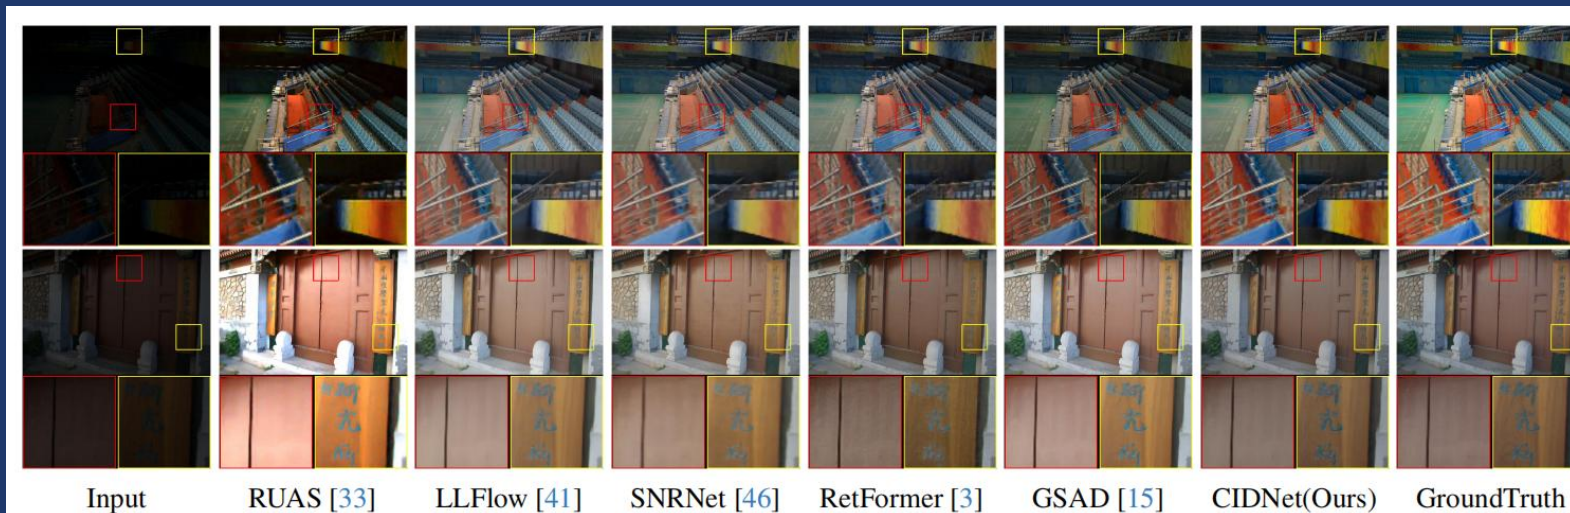 Input
RUAS [33]
LLFlow [41]
SNRNet [46]
RetFormer [3]
GSAD [15]
CIDNet(Ours)
GroundTruth